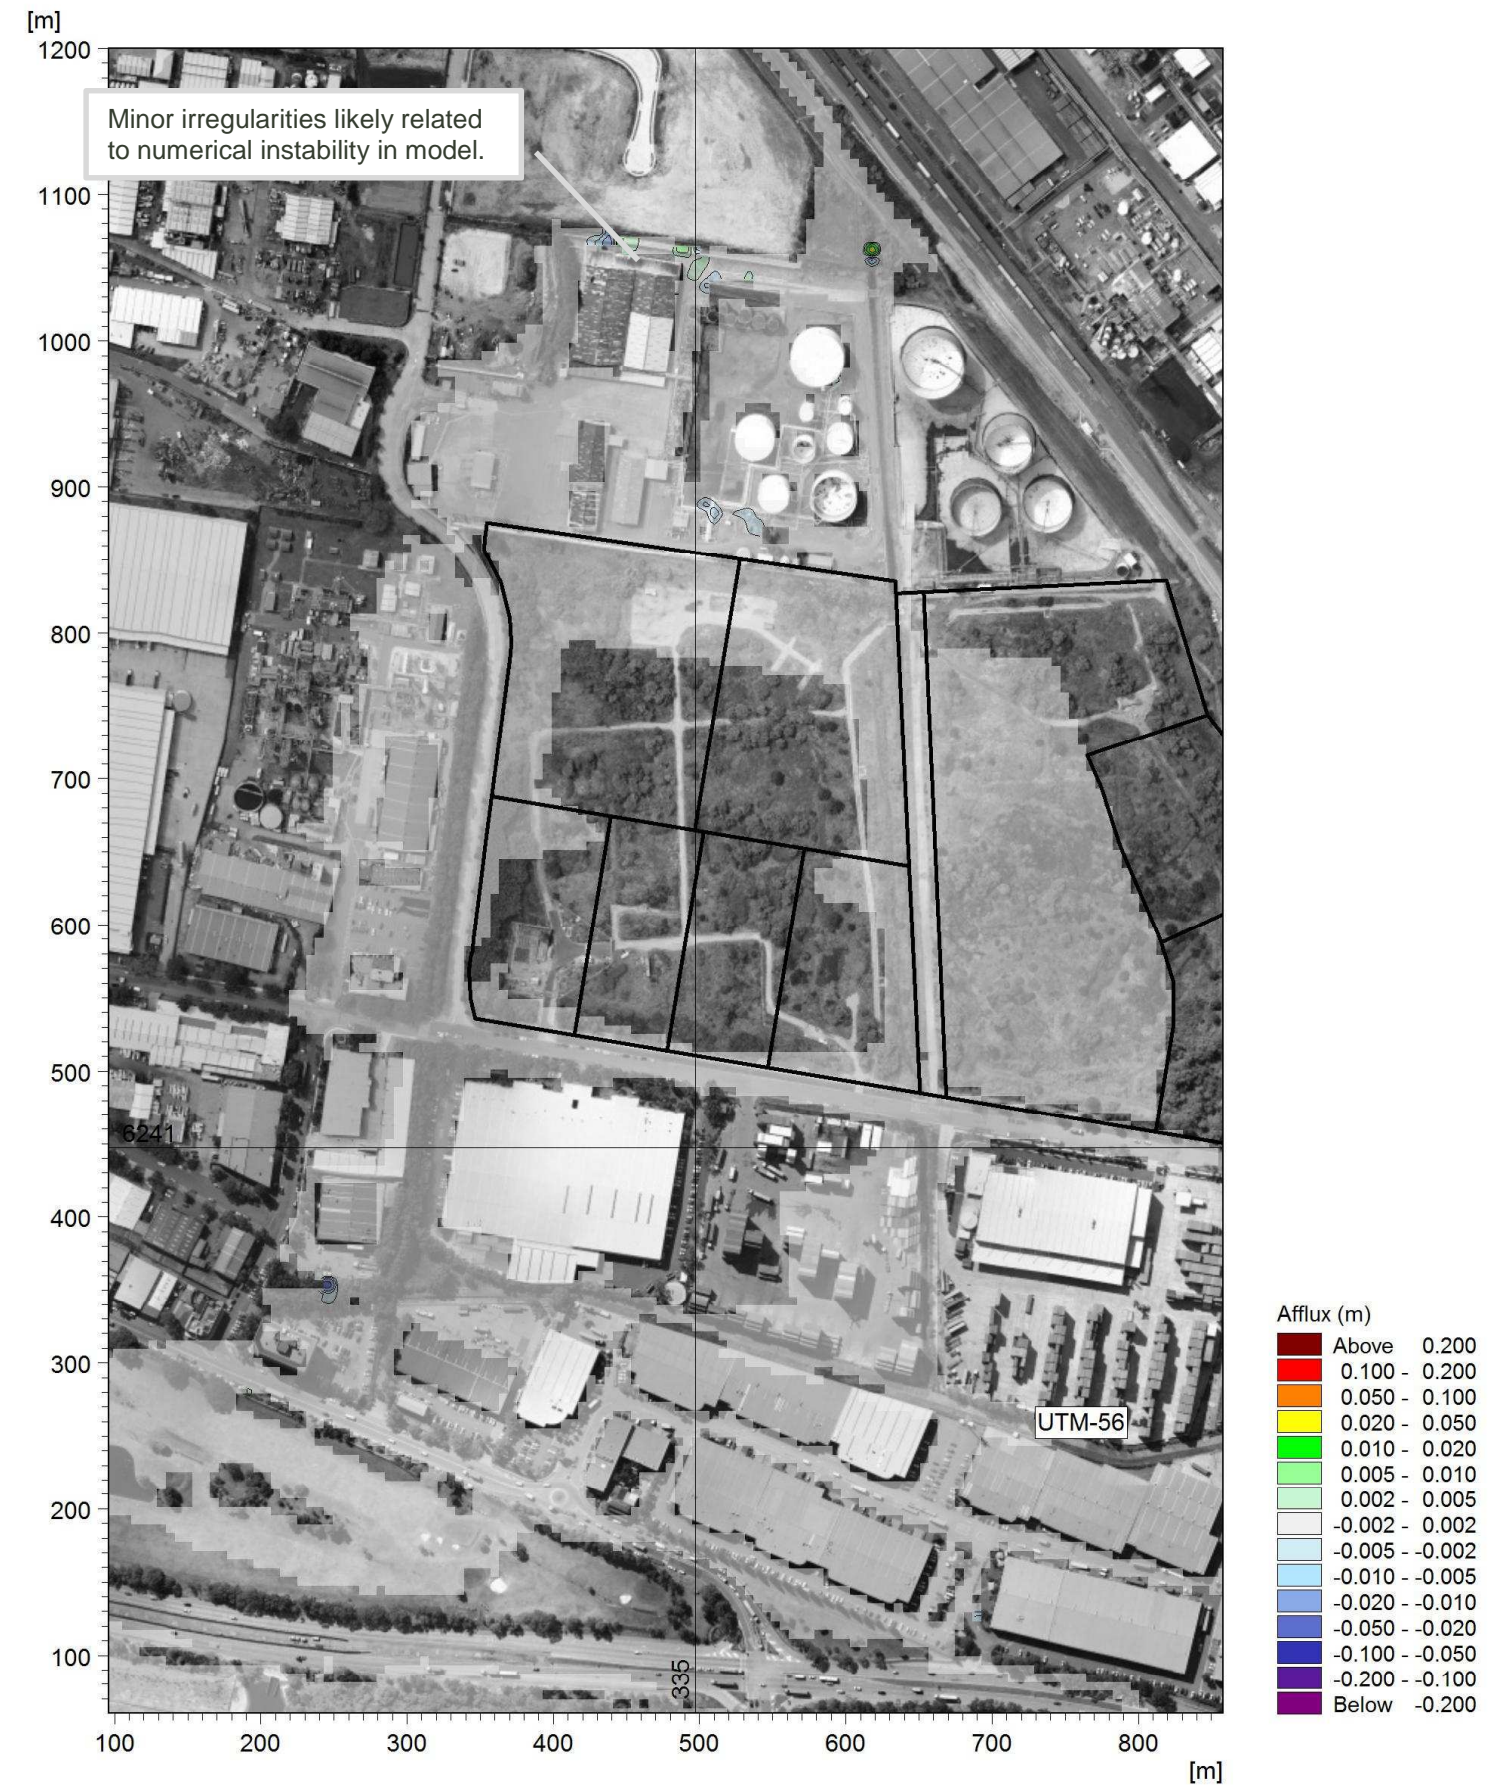 [m]
1200
Minor irregularities likely related
to numerical instability in model.
1100
1000
900
800
700
600
500
6241
400
300
200
100
335
UTM-56
100 200 300 400 500 600 700 800
[m]
Afflux (m)
Above 0.200
0.100 - 0.200
0.050 - 0.100
0.020 - 0.050
0.010 - 0.020
0.005 - 0.010
0.002 - 0.005
-0.002 - 0.002
-0.005 - -0.002
-0.010 - -0.005
-0.020 - -0.010
-0.050 - -0.020
-0.100 - -0.050
-0.200 - -0.100
Below -0.200